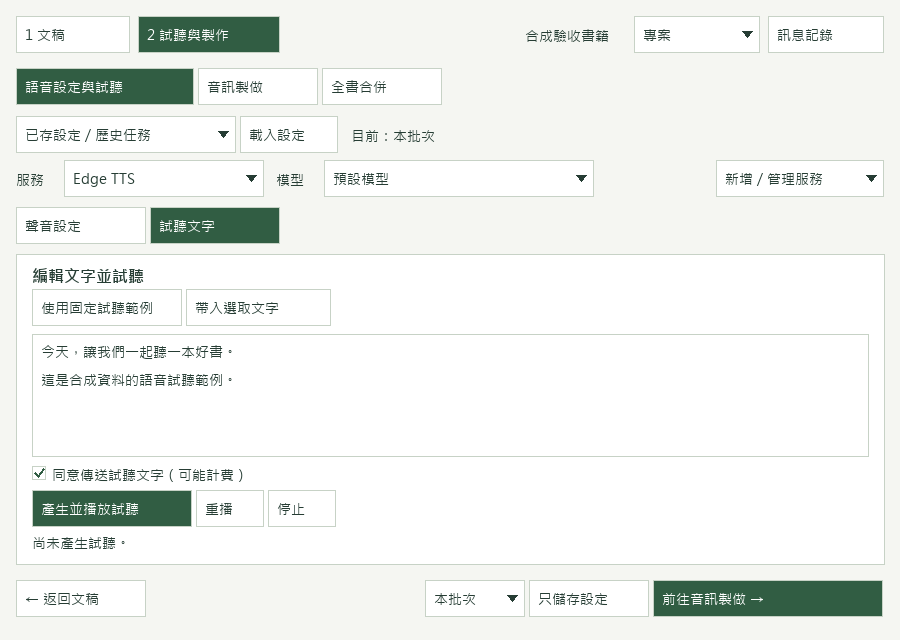 1 文稿 2 試聽與製作 合成驗收書籍 專案 訊息記錄
語音設定與試聽 音訊製做 全書合併
已存設定 / 歷史任務 載入設定 目前：本批次
服務 Edge TTS 模型 預設模型 新增 / 管理服務
聲音設定 試聽文字
編輯文字並試聽
使用固定試聽範例 帶入選取文字
今天，讓我們一起聽一本好書。
這是合成資料的語音試聽範例。
同意傳送試聽文字 ( 可能計費 )
產生並播放試聽 重播 停止
尚未產生試聽。
← 返回文稿 本批次 只儲存設定 前往音訊製做 →